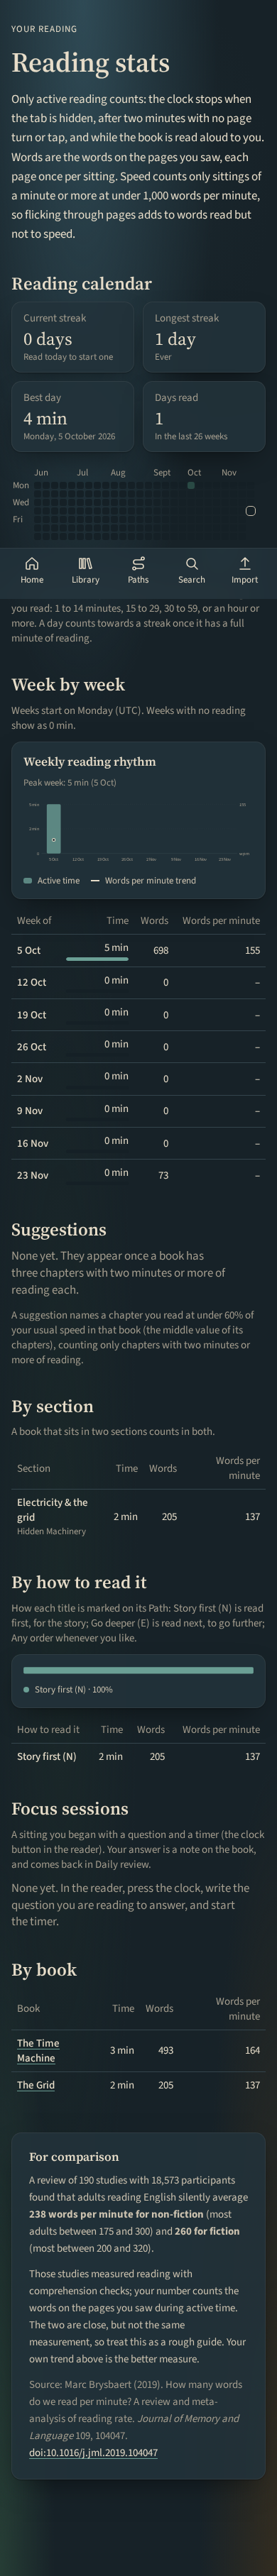 YOUR READING
Reading stats
Only active reading counts: the clock stops when
the tab is hidden, after two minutes with no page
turn or tap, and while the book is read aloud to you.
Words are the words on the pages you saw, each
page once per sitting. Speed counts only sittings of
a minute or more at under 1,000 words per minute,
so flicking through pages adds to words read but
not to speed.
Reading calendar
Current streak
0 days
Read today to start one
Longest streak
1 day
Ever
Best day
4 min
Monday, 5 October 2026
Days read
1
In the last 26 weeks
Jun Jul Aug Sept Oct Nov
Mon
Wed
Fri
Home Library Paths Search Import
you read: 1 to 14 minutes, 15 to 29, 30 to 59, or an hour or
more. A day counts towards a streak once it has a full
minute of reading.
Week by week
Weeks start on Monday (UTC). Weeks with no reading
show as 0 min.
Weekly reading rhythm
Peak week: 5 min (5 Oct)
Active time Words per minute trend
Week of Time Words Words per minute
5 Oct 5 min 698 155
12 Oct 0 min 0 –
19 Oct 0 min 0 –
26 Oct 0 min 0 –
2 Nov 0 min 0 –
9 Nov 0 min 0 –
16 Nov 0 min 0 –
23 Nov 0 min 73 –
Suggestions
None yet. They appear once a book has
three chapters with two minutes or more of
reading each.
A suggestion names a chapter you read at under 60% of
your usual speed in that book (the middle value of its
chapters), counting only chapters with two minutes or
more of reading.
By section
A book that sits in two sections counts in both.
Section Time Words Words per
minute
Electricity & the
grid
Hidden Machinery
2 min 205 137
By how to read it
How each title is marked on its Path: Story first (N) is read
first, for the story; Go deeper (E) is read next, to go further;
Any order whenever you like.
Story first (N) · 100%
How to read it Time Words Words per minute
Story first (N) 2 min 205 137
Focus sessions
A sitting you began with a question and a timer (the clock
button in the reader). Your answer is a note on the book,
and comes back in Daily review.
None yet. In the reader, press the clock, write the
question you are reading to answer, and start
the timer.
By book
Book Time Words Words per
minute
The Time
Machine
3 min 493 164
The Grid 2 min 205 137
For comparison
A review of 190 studies with 18,573 participants
found that adults reading English silently average
238 words per minute for non-fiction (most
adults between 175 and 300) and 260 for fiction
(most between 200 and 320).
Those studies measured reading with
comprehension checks; your number counts the
words on the pages you saw during active time.
The two are close, but not the same
measurement, so treat this as a rough guide. Your
own trend above is the better measure.
Source: Marc Brysbaert (2019). How many words
do we read per minute? A review and meta-
analysis of reading rate. Journal of Memory and
Language 109, 104047.
doi:10.1016/j.jml.2019.104047